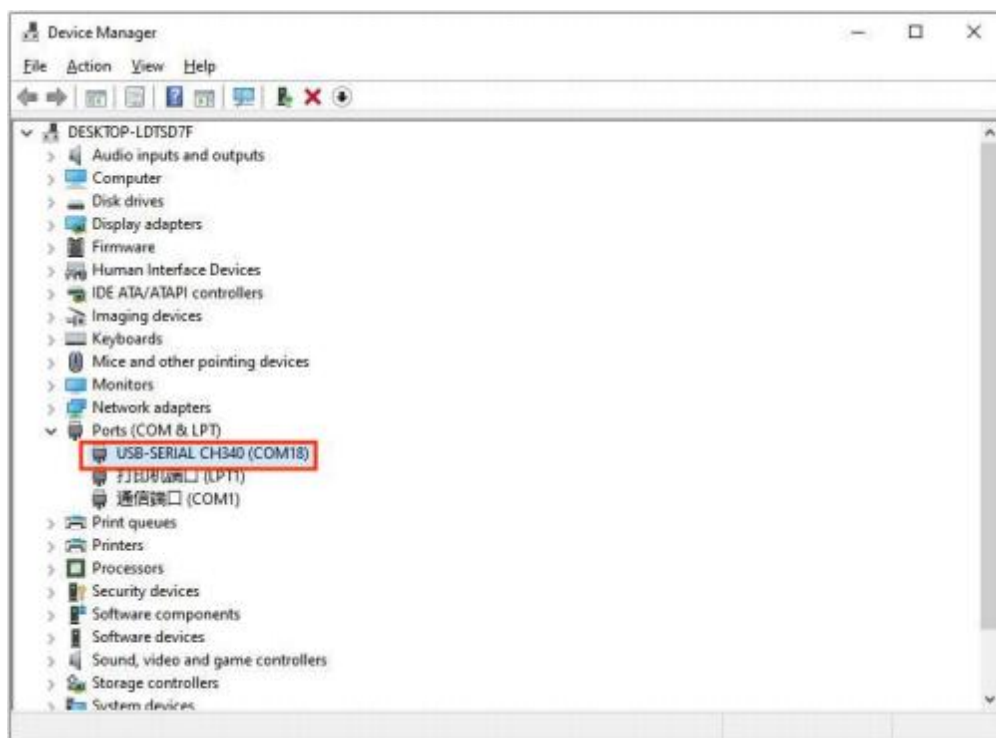 Device Manager
File Action View Help
DESKTOP-LDTSD7F
Audio inputs and outputs
Computer
Disk drives
Display adapters
Firmware
Human Interface Devices
IDE ATA/ATAPI controllers
Imaging devices
Keyboards
Mice and other pointing devices
Monitors
Network adapters
Ports (COM & LPT)
USB-SERIAL CH340 (COM18)
打印机端口 (LPT1)
通信端口 (COM1)
Print queues
Printers
Processors
Security devices
Software components
Software devices
Sound, video and game controllers
Storage controllers
System devices